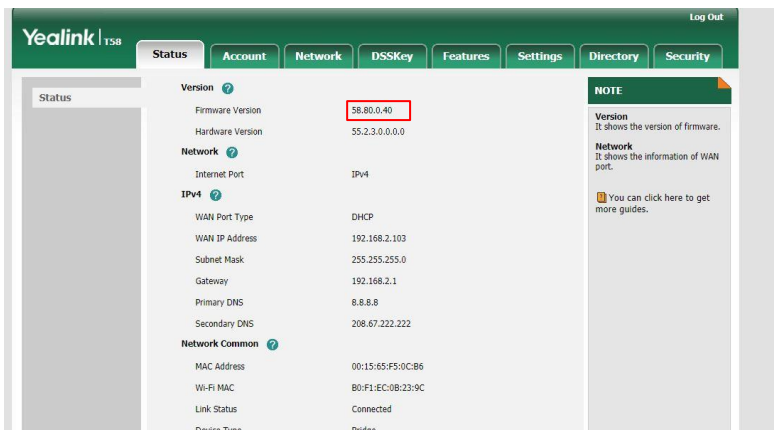 Log Out
Yealink | T58
Status Account Network DSSKey Features Settings Directory Security
Status
Version ?
Firmware Version 58.80.0.40
Hardware Version 55.2.3.0.0.0.0
Network ?
Internet Port IPv4
IPv4 ?
WAN Port Type DHCP
WAN IP Address 192.168.2.103
Subnet Mask 255.255.255.0
Gateway 192.168.2.1
Primary DNS 8.8.8.8
Secondary DNS 208.67.222.222
Network Common ?
MAC Address 00:15:65:F5:0C:B6
Wi-Fi MAC B0:F1:EC:0B:23:9C
Link Status Connected
Device Type Bridge
NOTE
Version
It shows the version of firmware.
Network
It shows the information of WAN
port.
You can click here to get
more guides.